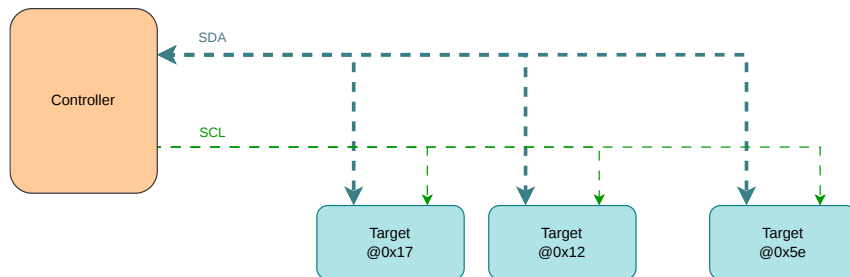 SDA
Controller
SCL
Target
@0x17
Target
@0x12
Target
@0x5e